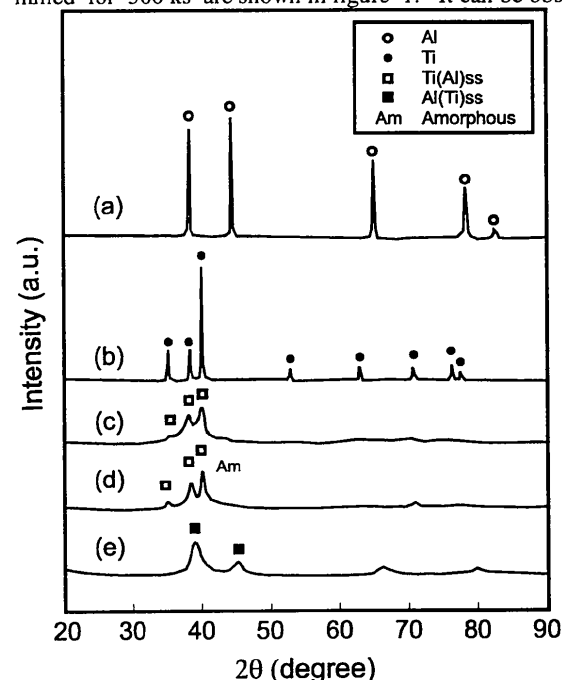 milled for 360 ks are shown in figure 1. It can be obs
Al
Ti
Ti(Al)ss
Al(Ti)ss
Am Amorphous
(a)
(b)
(c)
(d)
Am
(e)
Intensity (a.u.)
20 30 40 50 60 70 80 90
2θ (degree)